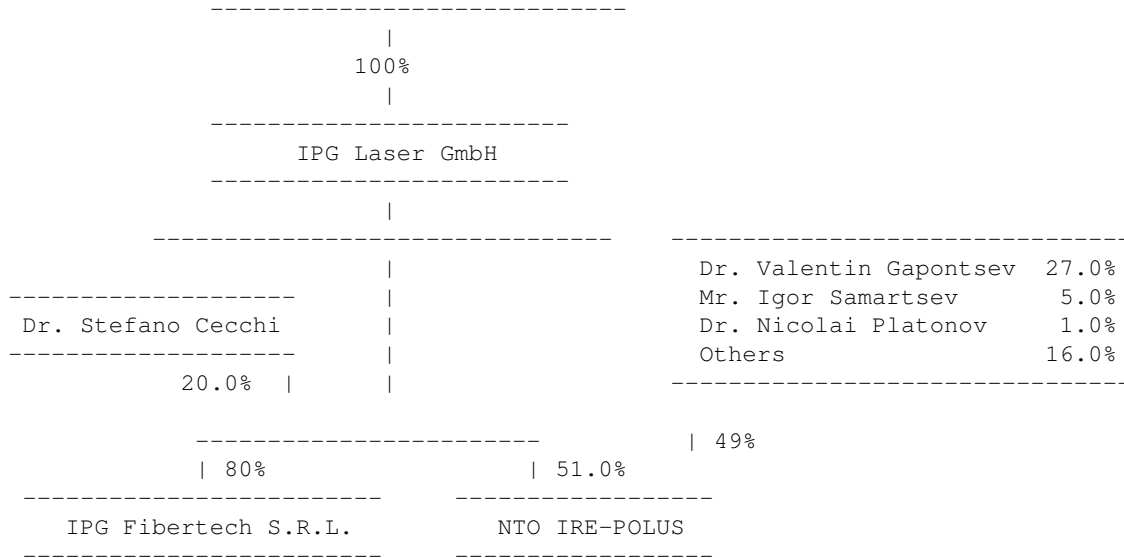 100%
IPG Laser GmbH
Dr. Valentin Gapontsev 27.0%
Mr. Igor Samartsev 5.0%
Dr. Stefano Cecchi Dr. Nicolai Platonov 1.0%
Others 16.0%
20.0% |
| 49%
| 80% | 51.0%
IPG Fibertech S.R.L. NTO IRE-POLUS